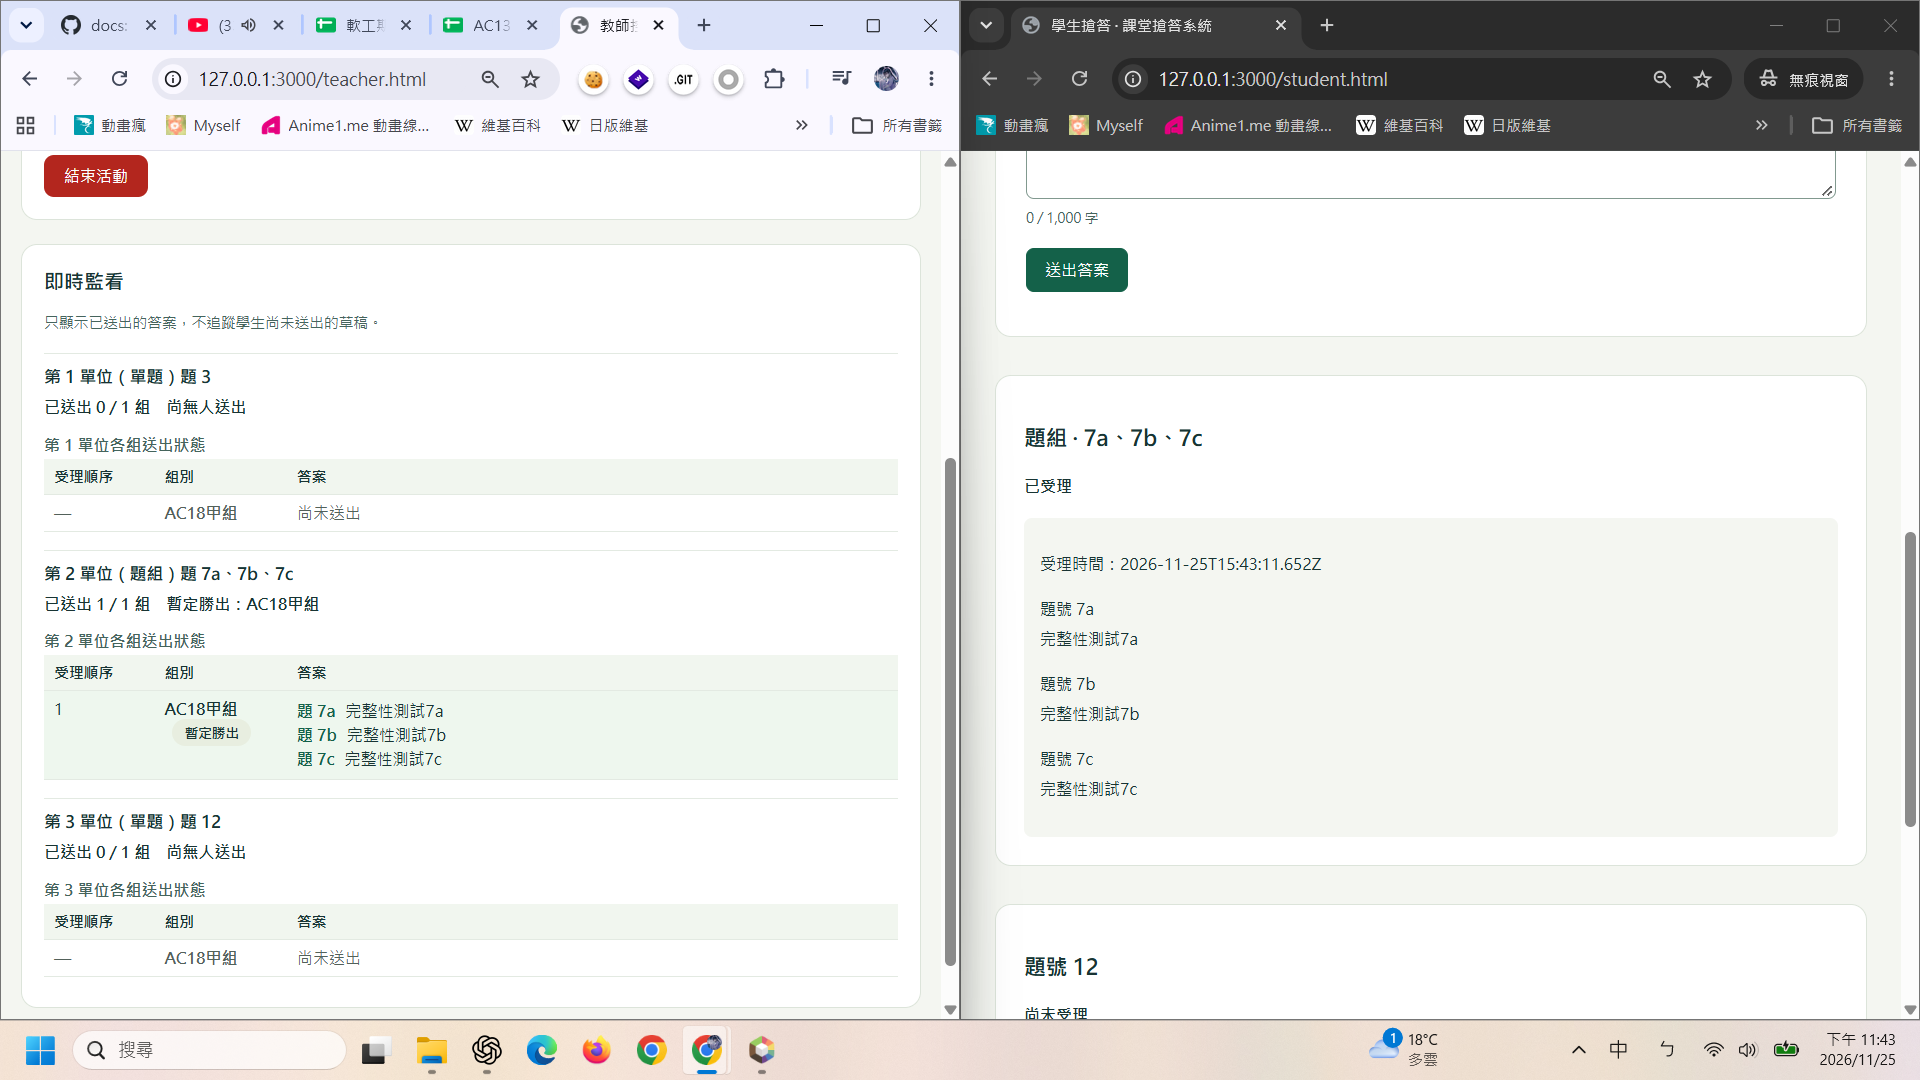 docs:
(3
軟工期
AC13
教師控
127.0.0.1:3000/teacher.html
.GIT
動畫瘋
Myself
Anime1.me 動畫線...
維基百科
日版維基
所有書籤
結束活動
即時監看
只顯示已送出的答案，不追蹤學生尚未送出的草稿。
第 1 單位（單題）題 3
已送出 0 / 1 組　尚無人送出
第 1 單位各組送出狀態
受理順序 組別 答案
— AC18甲組 尚未送出
第 2 單位（題組）題 7a、7b、7c
已送出 1 / 1 組　暫定勝出：AC18甲組
第 2 單位各組送出狀態
受理順序 組別 答案
1 AC18甲組 暫定勝出
題 7a 完整性測試7a
題 7b 完整性測試7b
題 7c 完整性測試7c
第 3 單位（單題）題 12
已送出 0 / 1 組　尚無人送出
第 3 單位各組送出狀態
受理順序 組別 答案
— AC18甲組 尚未送出
學生搶答 · 課堂搶答系統
127.0.0.1:3000/student.html
無痕視窗
動畫瘋
Myself
Anime1.me 動畫線...
維基百科
日版維基
所有書籤
0 / 1,000 字
送出答案
題組 · 7a、7b、7c
已受理
受理時間：2026-11-25T15:43:11.652Z
題號 7a
完整性測試7a
題號 7b
完整性測試7b
題號 7c
完整性測試7c
題號 12
尚未受理
搜尋
1
18°C
多雲
中
ㄅ
下午 11:43
2026/11/25